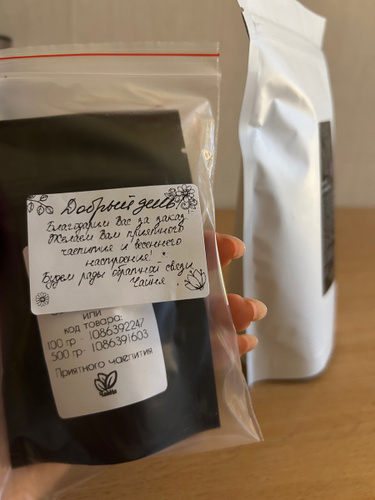 Добрый день!
Благодарим Вас за заказ
Желаем Вам приятного
чаепития и весеннего
настроения!
Будем рады обратной связи,
Чайня
или
код товара:
100 гр: 1086392247
500 гр: 1086391603
Приятного чаепития